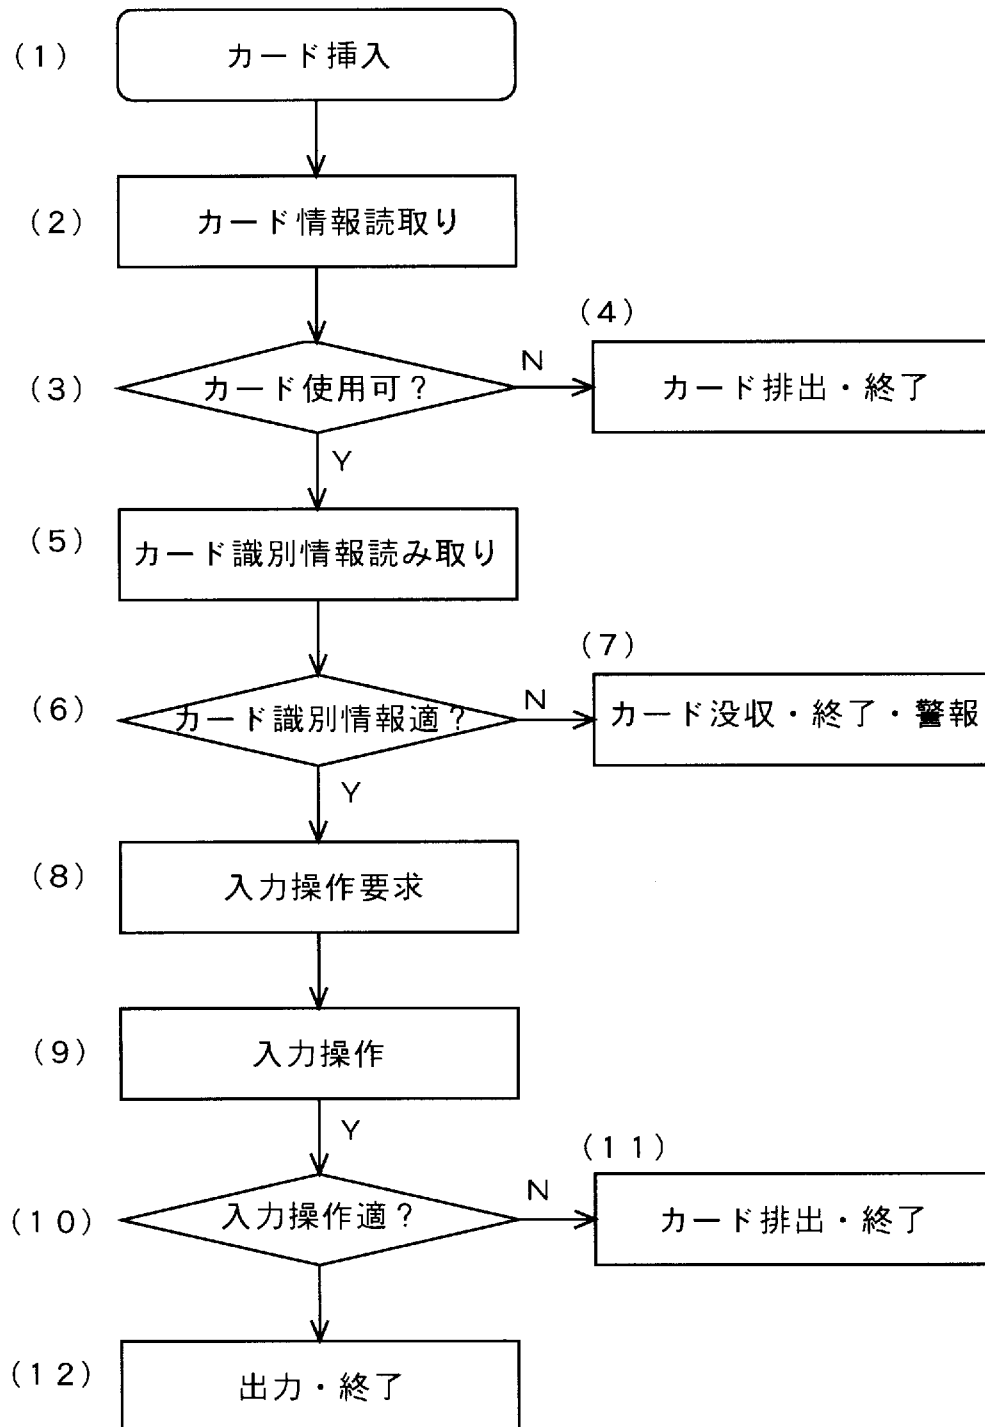 (1)
カード挿入
(2)
カード情報読取り
(3)
カード使用可?
N
(4)
カード排出・終了
Y
(5)
カード識別情報読み取り
(6)
カード識別情報適?
N
(7)
カード没収・終了・警報
Y
(8)
入力操作要求
(9)
入力操作
Y
(10)
入力操作適?
N
(11)
カード排出・終了
(12)
出力・終了